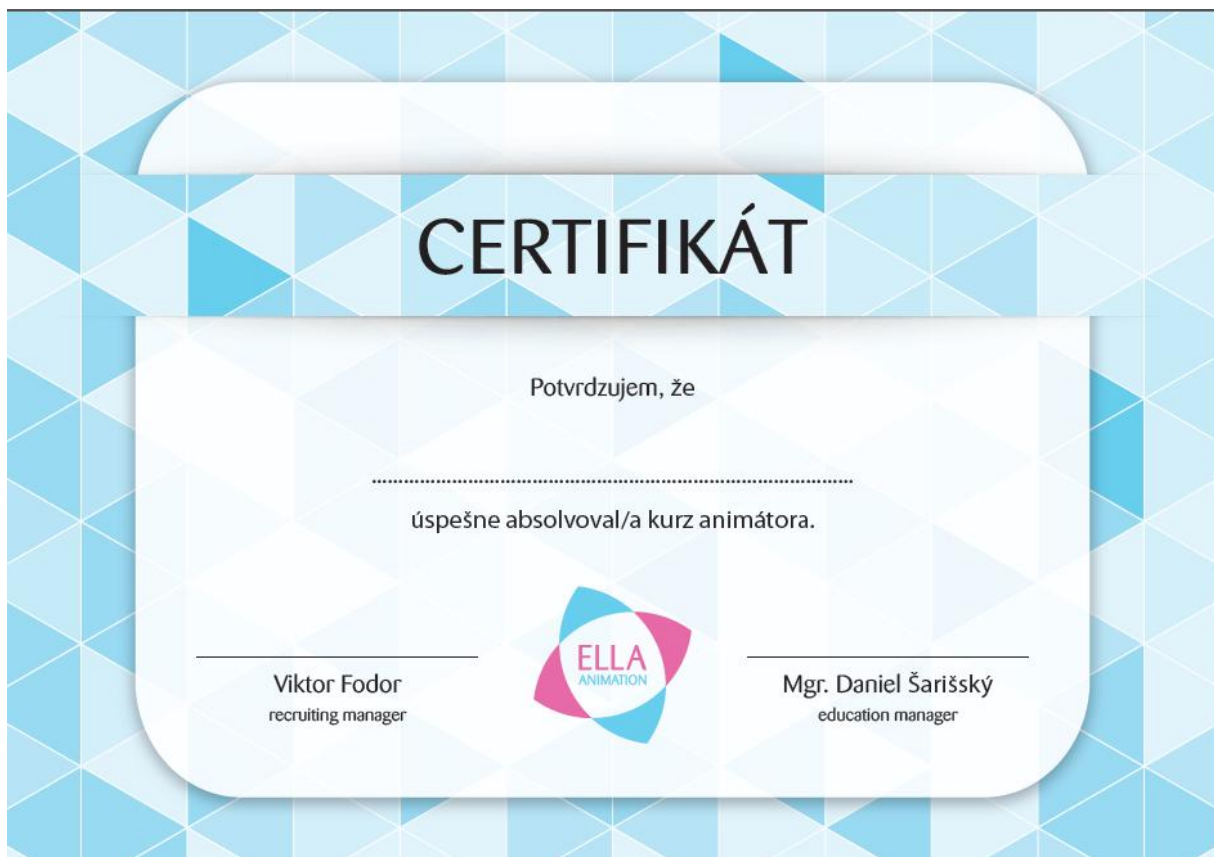 CERTIFIKÁT
Potvrdzujem, že
................................................................................
úspešne absolvoval/a kurz animátora.
ELLA
ANIMATION
Viktor Fodor
recruiting manager
Mgr. Daniel Šarišský
education manager